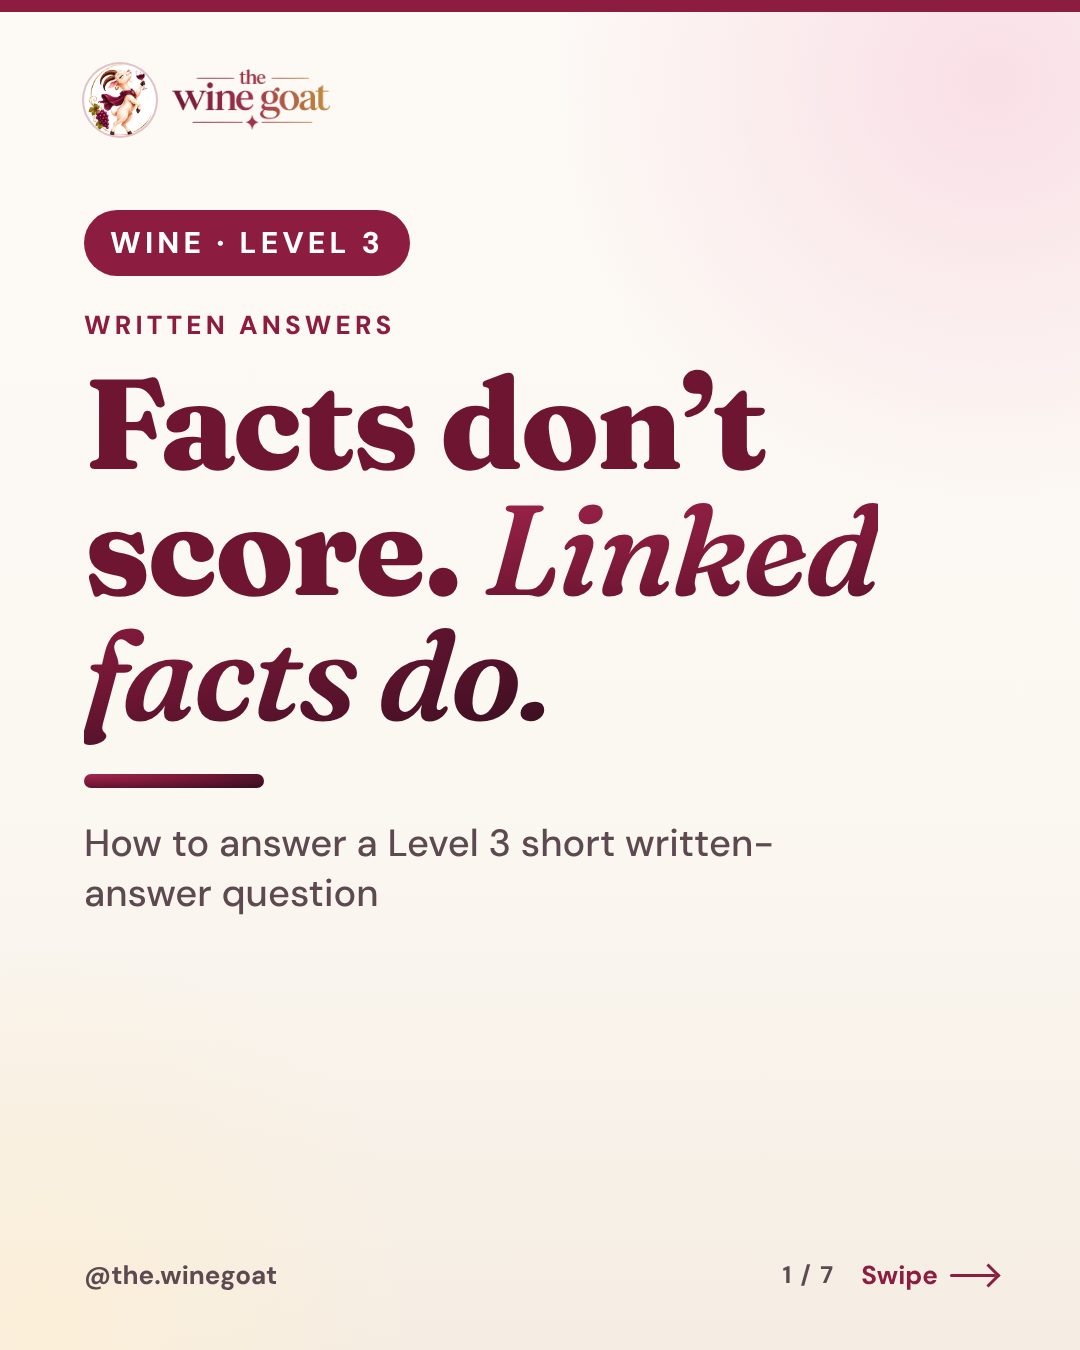 the
wine goat
WINE · LEVEL 3
WRITTEN ANSWERS
Facts don’t
score. Linked
facts do.
How to answer a Level 3 short written-
answer question
@the.winegoat
1 / 7 Swipe